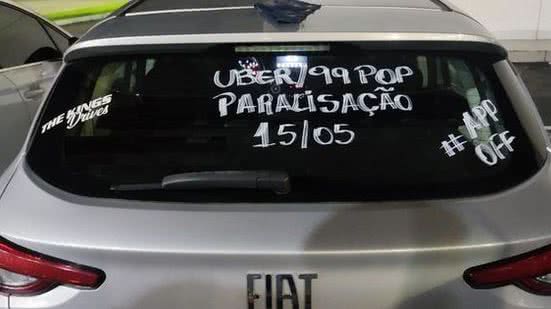 UBER/99 POP
PARALISAÇÃO
15/05
THE KINGS
Drives
#APP
OFF
FIAT